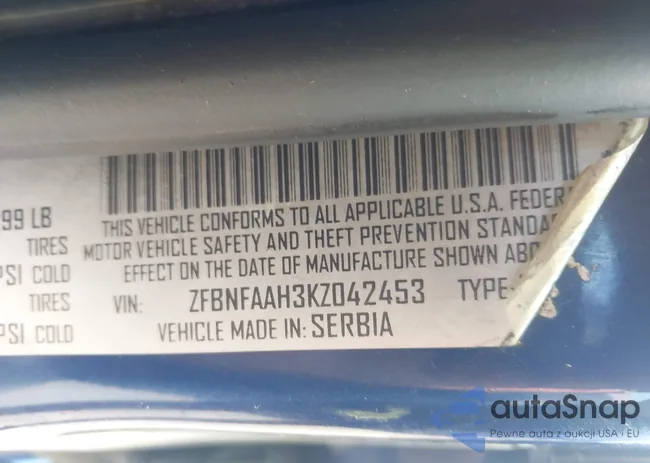 THIS VEHICLE CONFORMS TO ALL APPLICABLE U.S.A. FEDER
99 LB
TIRES MOTOR VEHICLE SAFETY AND THEFT PREVENTION STANDA
PSI COLD EFFECT ON THE DATE OF MANUFACTURE SHOWN ABO
TIRES VIN: ZFBNFAAH3KZ042453 TYPE
PSI COLD VEHICLE MADE IN: SERBIA
autaSnap
Pewne auta z aukcji USA i EU